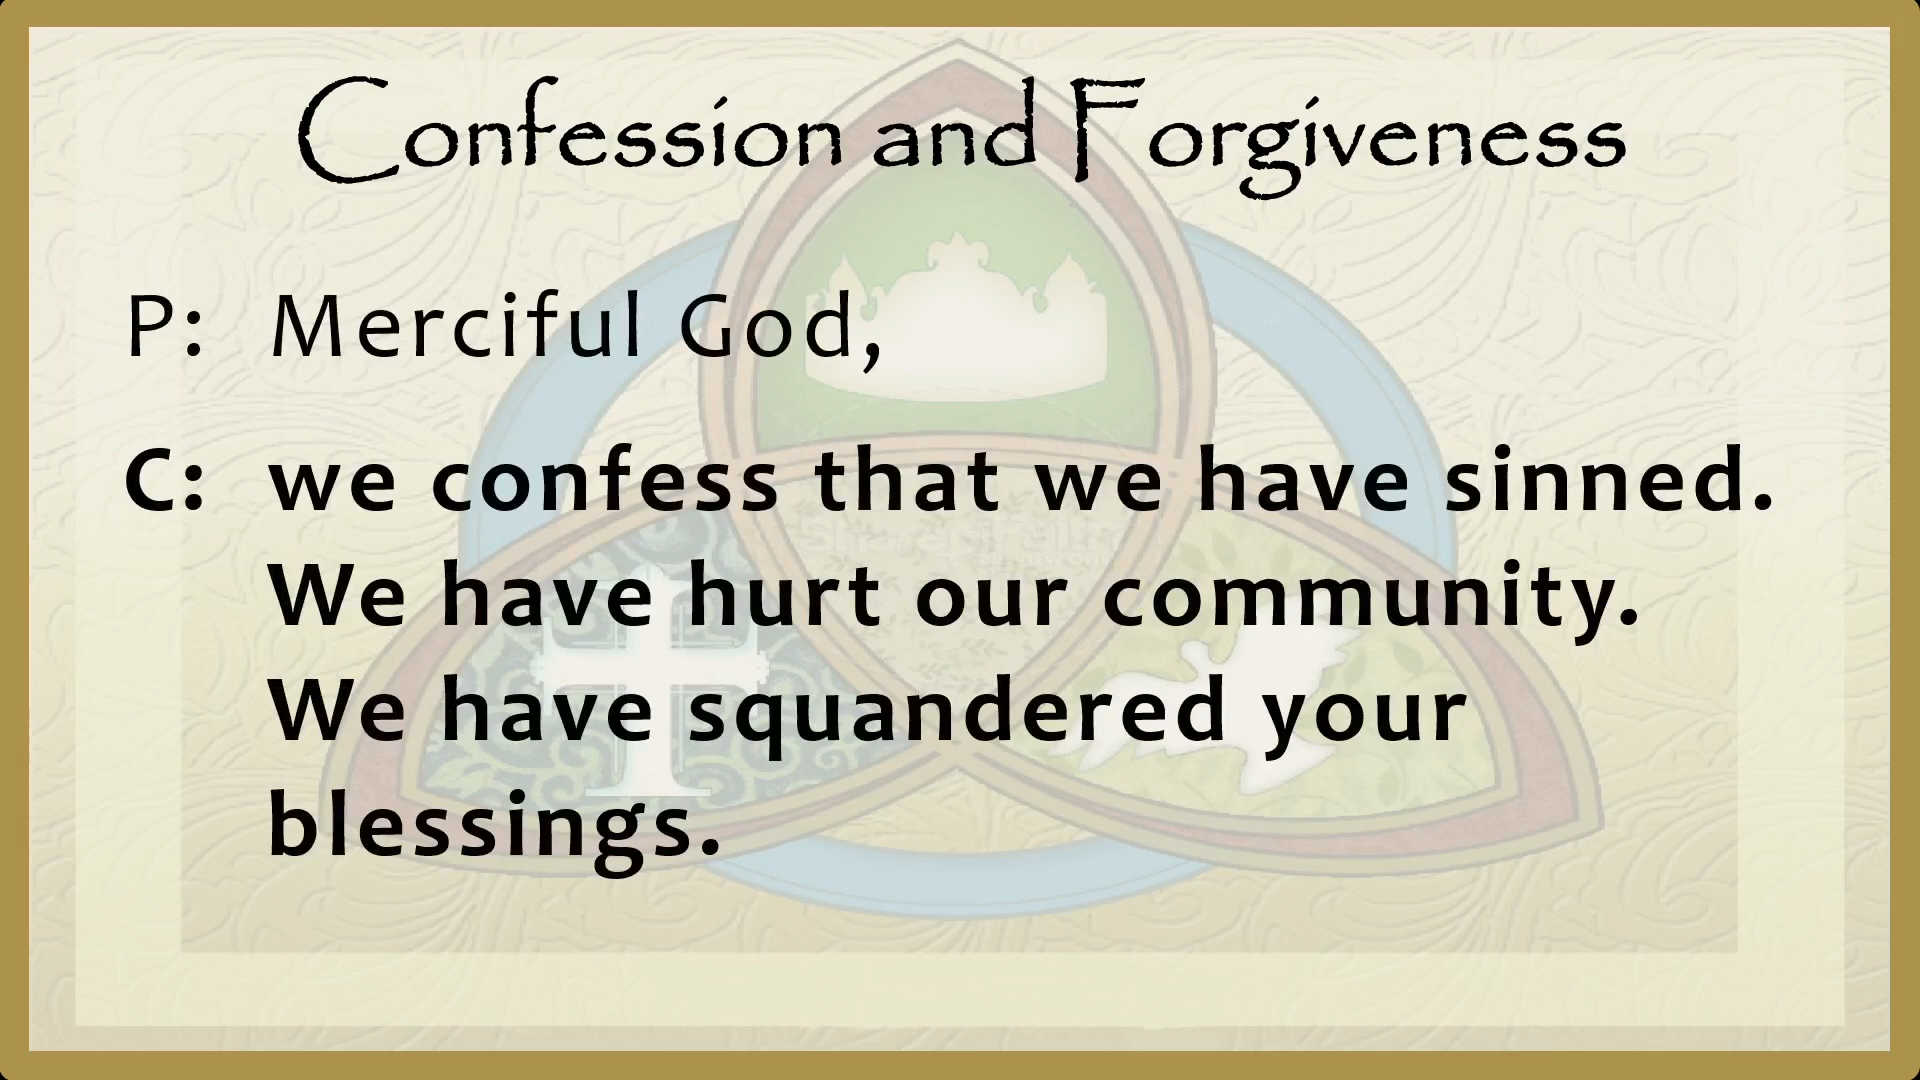 Confession and Forgiveness
P: Merciful God,
C: we confess that we have sinned.
We have hurt our community.
We have squandered your
blessings.